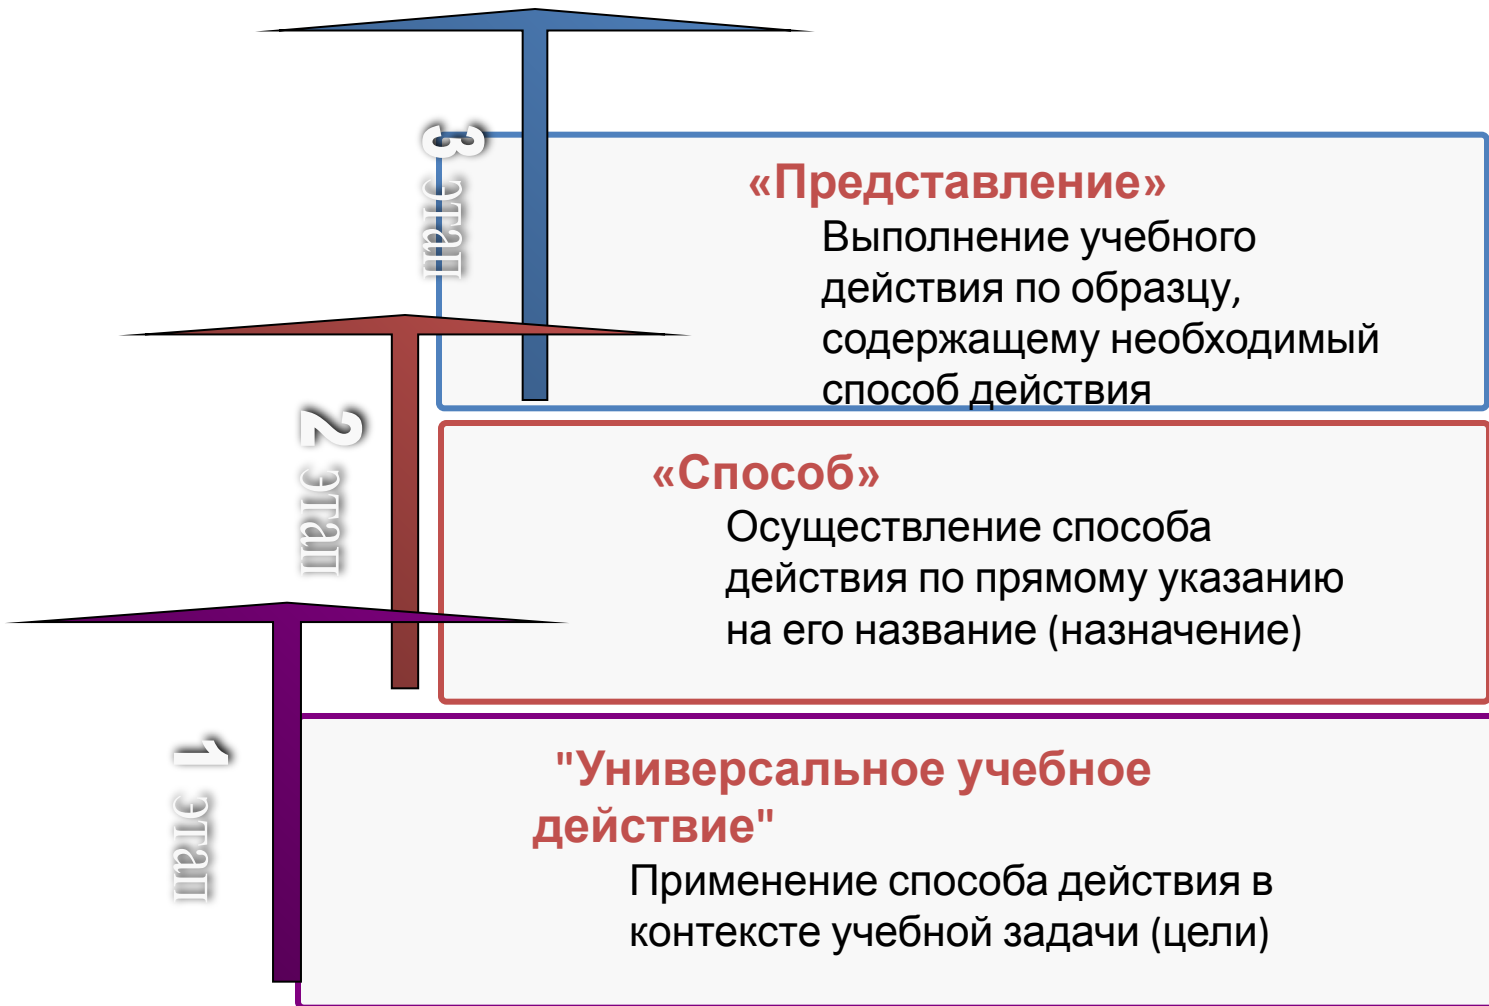 3 этап
«Представление»
Выполнение учебного
действия по образцу,
содержащему необходимый
способ действия
2 этап
«Способ»
Осуществление способа
действия по прямому указанию
на его название (назначение)
1 этап
"Универсальное учебное
действие"
Применение способа действия в
контексте учебной задачи (цели)